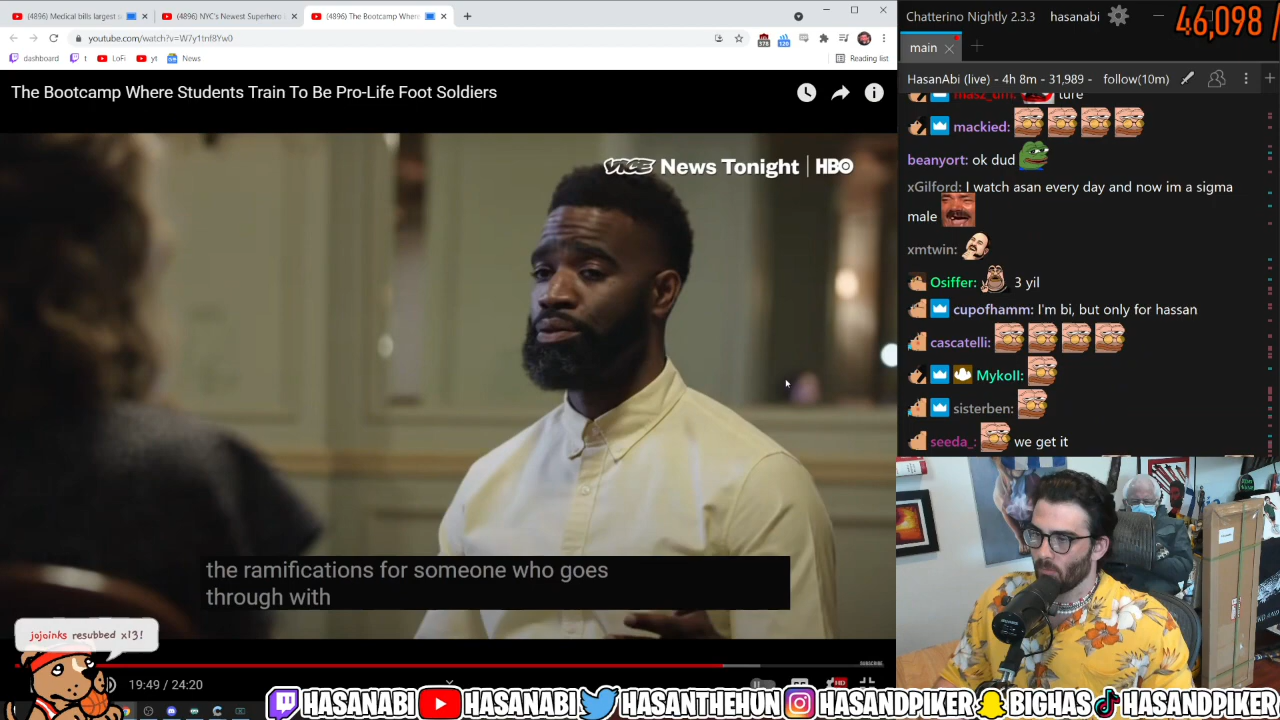 (4896) Medical bills largest s
(4896) NYC's Newest Superhero
(4896) The Bootcamp Where
youtube.com/watch?v=W7y1tnf8Yw0
378
120
dashboard
t
LoFi
yt
News
Reading list
The Bootcamp Where Students Train To Be Pro-Life Foot Soldiers
VICE News Tonight | HBO
the ramifications for someone who goes
through with
jojoinks resubbed x13!
SUBSCRIBE
19:49 / 24:20
HD
Chatterino Nightly 2.3.3
hasanabi
46,098 /
main
HasanAbi (live) - 4h 8m - 31,989 - follow(10m)
ture
mackied:
beanyort: ok dud
xGilford: I watch asan every day and now im a sigma
male
xmtwin:
Osiffer: 3 yil
cupofhamm: I'm bi, but only for hassan
cascatelli:
Mykoll:
sisterben:
seeda_: we get it
HASANABI HASANABI HASANTHEHUN HASANDPIKER BIGHAS HASANDPIKER